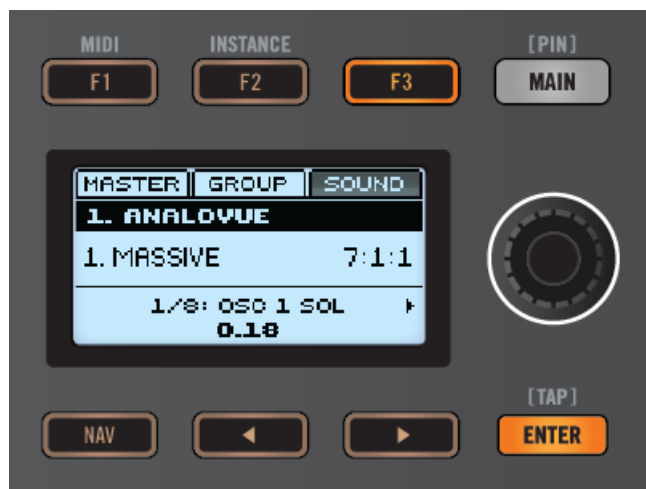 MIDI INSTANCE [PIN]
F1 F2 F3 MAIN
MASTER GROUP SOUND
1. ANALOVUE
1. MASSIVE 7:1:1
1/8: OSC 1 SOL
0.18
[TAP]
NAV ENTER